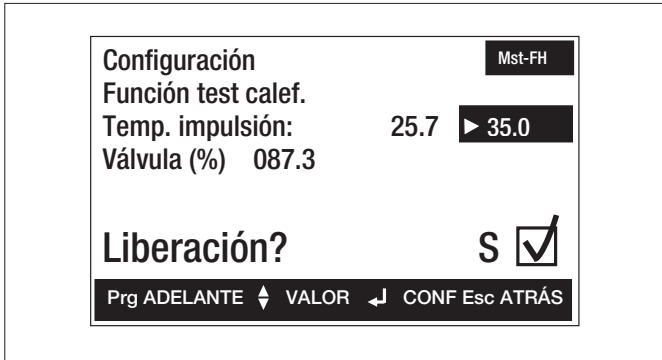 Configuración Mst-FH
Función test calef.
Temp. impulsión: 25.7 ▶ 35.0
Válvula (%) 087.3
Liberación? S ☑
Prg ADELANTE VALOR ↵ CONF Esc ATRÁS